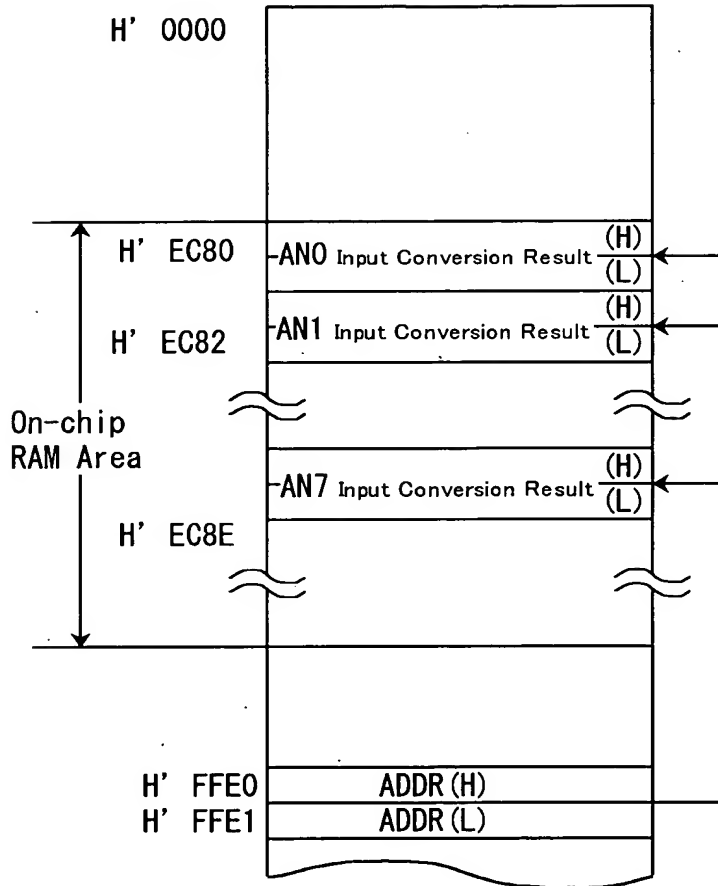 H' 0000
H' EC80
AN0 Input Conversion Result (H)
(L)
H' EC82
AN1 Input Conversion Result (H)
(L)
On-chip
RAM Area
AN7 Input Conversion Result (H)
(L)
H' EC8E
H' FFE0 ADDR(H)
H' FFE1 ADDR(L)